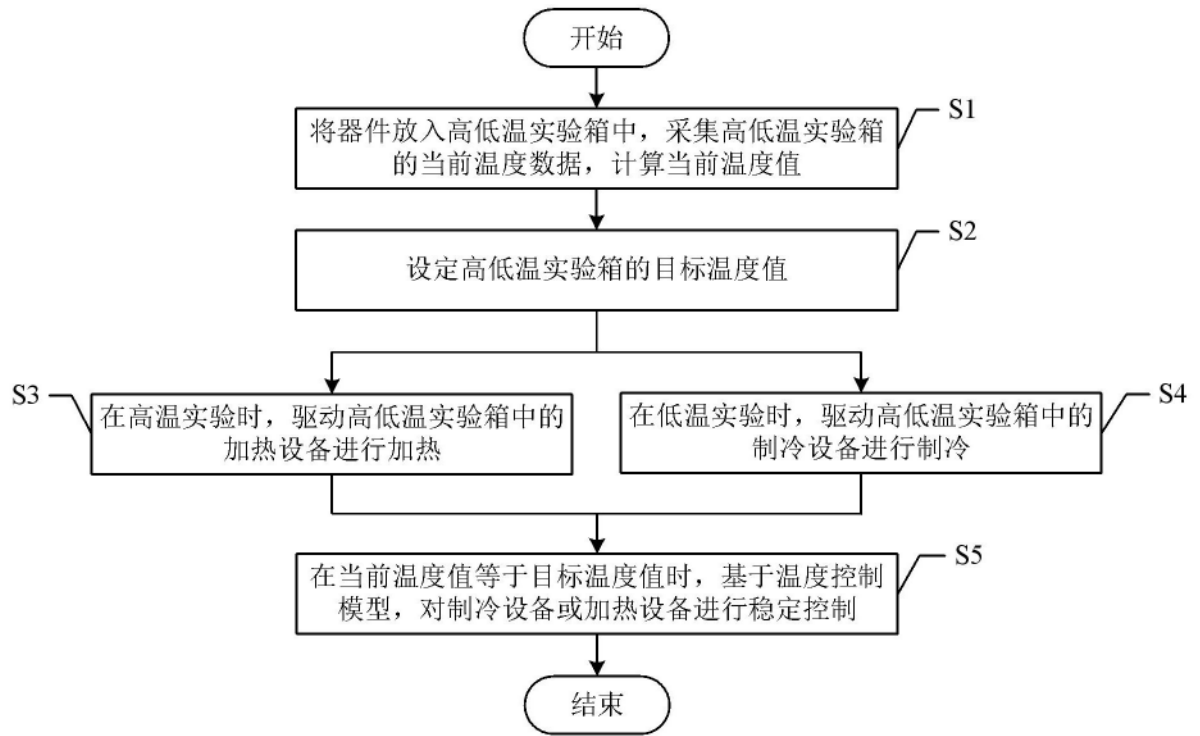 开始
S1
将器件放入高低温实验箱中，采集高低温实验箱
的当前温度数据，计算当前温度值
S2
设定高低温实验箱的目标温度值
S3
在高温实验时，驱动高低温实验箱中的
加热设备进行加热
S4
在低温实验时，驱动高低温实验箱中的
制冷设备进行制冷
S5
在当前温度值等于目标温度值时，基于温度控制
模型，对制冷设备或加热设备进行稳定控制
结束